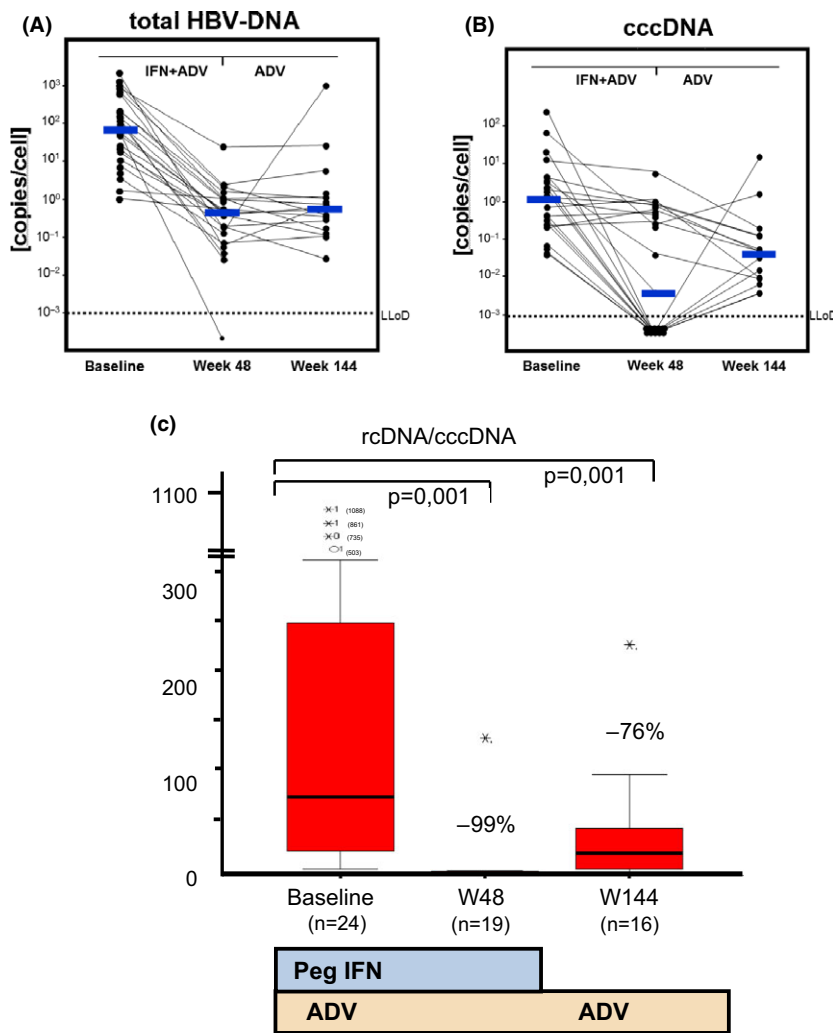 (A)
total HBV-DNA
IFN+ADV
ADV
[copies/cell]
10³
10²
10¹
10⁰
10⁻¹
10⁻²
10⁻³
LLoD
Baseline
Week 48
Week 144
(B)
cccDNA
IFN+ADV
ADV
[copies/cell]
10²
10¹
10⁰
10⁻¹
10⁻²
10⁻³
LLoD
Baseline
Week 48
Week 144
(c)
rcDNA/cccDNA
p=0,001
p=0,001
1100
300
200
100
0
(1088)
(861)
(735)
(503)
–99%
–76%
Baseline
W48
W144
(n=24)
(n=19)
(n=16)
Peg IFN
ADV
ADV